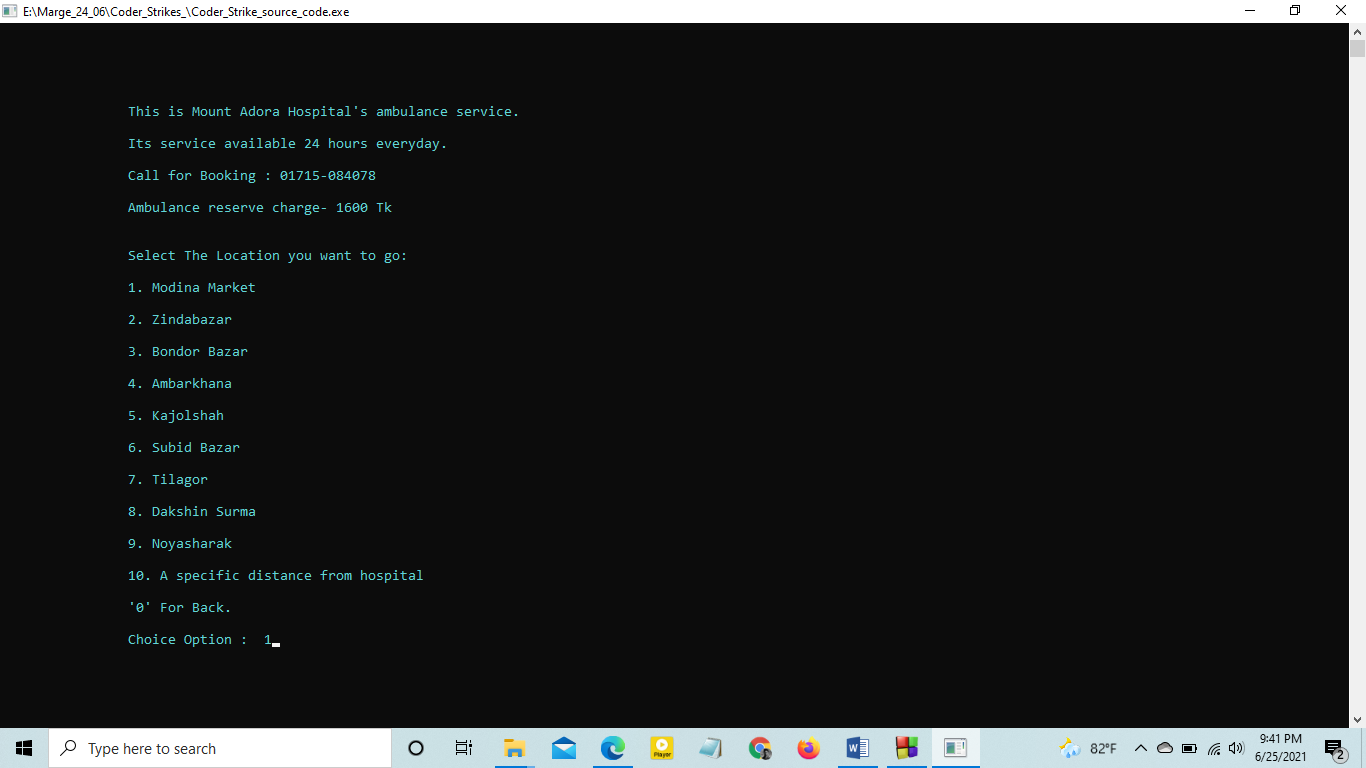 E:\Marge_24_06\Coder_Strikes_\Coder_Strike_source_code.exe
This is Mount Adora Hospital's ambulance service.
Its service available 24 hours everyday.
Call for Booking : 01715-084078
Ambulance reserve charge- 1600 Tk
Select The Location you want to go:
1. Modina Market
2. Zindabazar
3. Bondor Bazar
4. Ambarkhana
5. Kajolshah
6. Subid Bazar
7. Tilagor
8. Dakshin Surma
9. Noyasharak
10. A specific distance from hospital
'0' For Back.
Choice Option :  1
Type here to search
Player
82°F
9:41 PM
6/25/2021
2